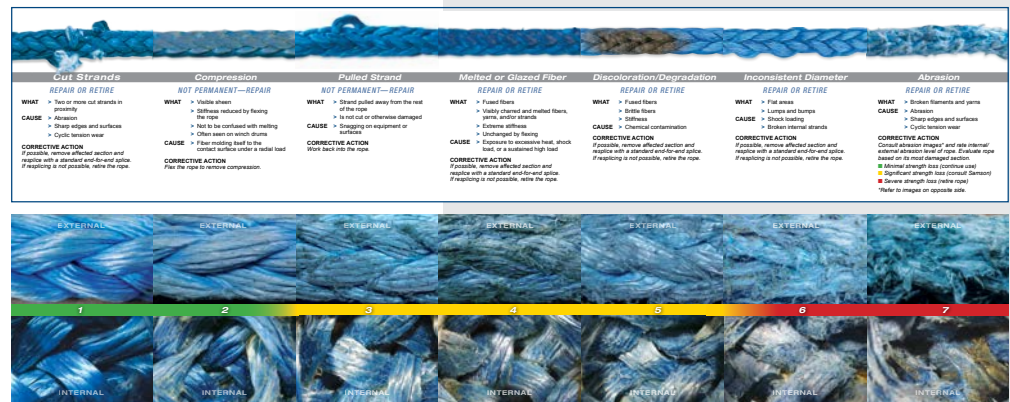 Cut Strands
REPAIR OR RETIRE
WHAT > Two or more cut strands in
proximity
CAUSE > Abrasion
> Sharp edges and surfaces
> Cyclic tension wear
CORRECTIVE ACTION
If possible, remove affected section and
resplice with a standard end-for-end splice.
If resplicing is not possible, retire the rope.
Compression
NOT PERMANENT—REPAIR
WHAT > Visible sheen
> Stiffness reduced by flexing
the rope
> Not to be confused with melting
> Often seen on winch drums
CAUSE > Fiber molding itself to the
contact surface under a radial load
CORRECTIVE ACTION
Flex the rope to remove compression.
Pulled Strand
NOT PERMANENT—REPAIR
WHAT > Strand pulled away from the rest
of the rope
> Is not cut or otherwise damaged
CAUSE > Snagging on equipment or
surfaces
CORRECTIVE ACTION
Work back into the rope.
Melted or Glazed Fiber
REPAIR OR RETIRE
WHAT > Fused fibers
> Visibly charred and melted fibers,
yarns, and/or strands
> Extreme stiffness
> Unchanged by flexing
CAUSE > Exposure to excessive heat, shock
load, or a sustained high load
CORRECTIVE ACTION
If possible, remove affected section and
resplice with a standard end-for-end splice.
If resplicing is not possible, retire the rope.
Discoloration/Degradation
REPAIR OR RETIRE
WHAT > Fused fibers
> Brittle fibers
> Stiffness
CAUSE > Chemical contamination
CORRECTIVE ACTION
If possible, remove affected section and
resplice with a standard end-for-end splice.
If resplicing is not possible, retire the rope.
Inconsistent Diameter
REPAIR OR RETIRE
WHAT > Flat areas
> Lumps and bumps
CAUSE > Shock loading
> Broken internal strands
CORRECTIVE ACTION
If possible, remove affected section and
resplice with a standard end-for-end splice.
If resplicing is not possible, retire the rope.
Abrasion
REPAIR OR RETIRE
WHAT > Broken filaments and yarns
CAUSE > Abrasion
> Sharp edges and surfaces
> Cyclic tension wear
CORRECTIVE ACTION
Consult abrasion images* and rate internal/
external abrasion level of rope. Evaluate rope
based on its most damaged section.
Minimal strength loss (continue use)
Significant strength loss (consult Samson)
Severe strength loss (retire rope)
*Refer to images on opposite side.
EXTERNAL EXTERNAL EXTERNAL EXTERNAL EXTERNAL EXTERNAL EXTERNAL
1 2 3 4 5 6 7
INTERNAL INTERNAL INTERNAL INTERNAL INTERNAL INTERNAL INTERNAL